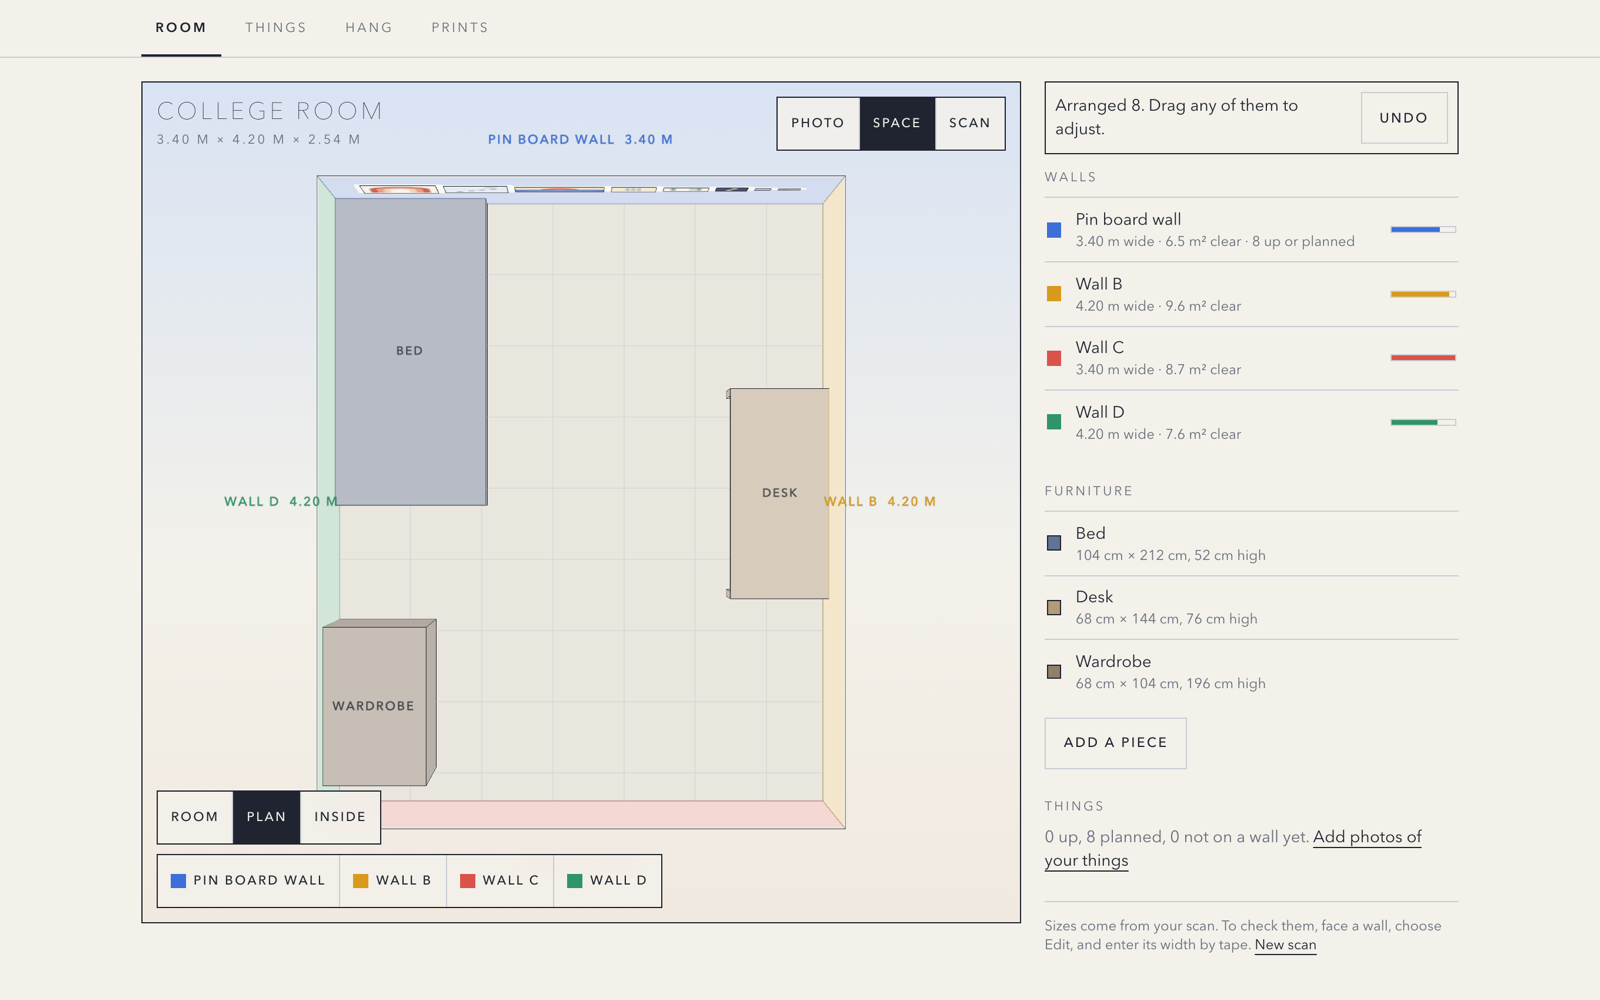 ROOM THINGS HANG PRINTS
COLLEGE ROOM
3.40 M × 4.20 M × 2.54 M
PIN BOARD WALL 3.40 M
PHOTO SPACE SCAN
BED
DESK
WALL D 4.20 M
WALL B 4.20 M
WARDROBE
ROOM PLAN INSIDE
PIN BOARD WALL WALL B WALL C WALL D
Arranged 8. Drag any of them to
adjust.
UNDO
WALLS
Pin board wall
3.40 m wide · 6.5 m² clear · 8 up or planned
Wall B
4.20 m wide · 9.6 m² clear
Wall C
3.40 m wide · 8.7 m² clear
Wall D
4.20 m wide · 7.6 m² clear
FURNITURE
Bed
104 cm × 212 cm, 52 cm high
Desk
68 cm × 144 cm, 76 cm high
Wardrobe
68 cm × 104 cm, 196 cm high
ADD A PIECE
THINGS
0 up, 8 planned, 0 not on a wall yet. Add photos of
your things
Sizes come from your scan. To check them, face a wall, choose
Edit, and enter its width by tape. New scan